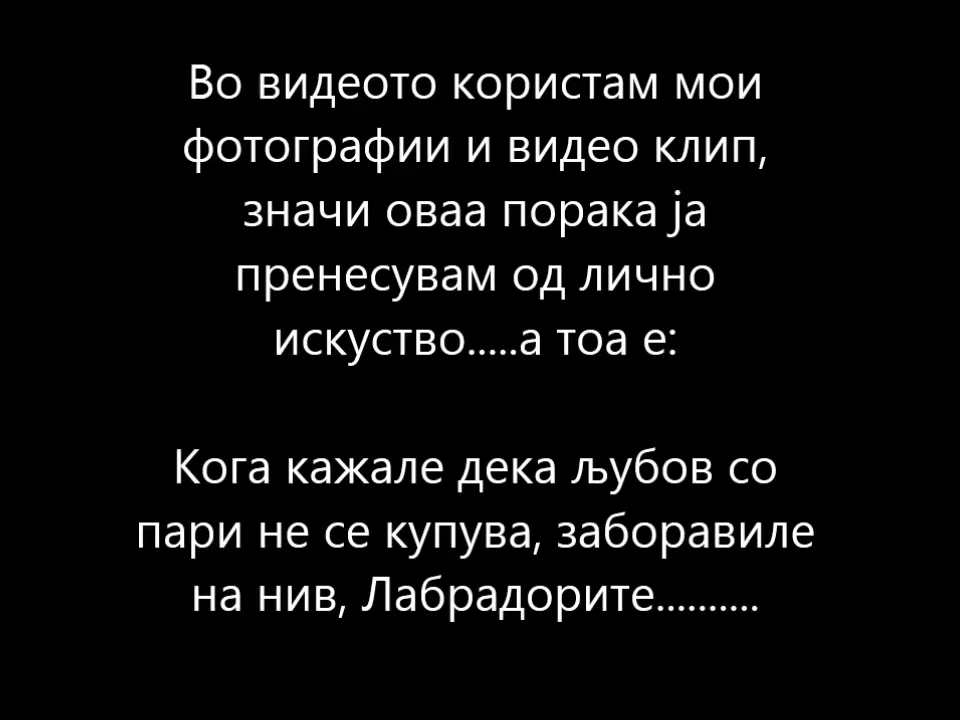 Во видеото користам мои
фотографии и видео клип,
значи оваа порака ја
пренесувам од лично
искуство.....а тоа е:
Кога кажале дека љубов со
пари не се купува, заборавиле
на нив, Лабрадорите..........